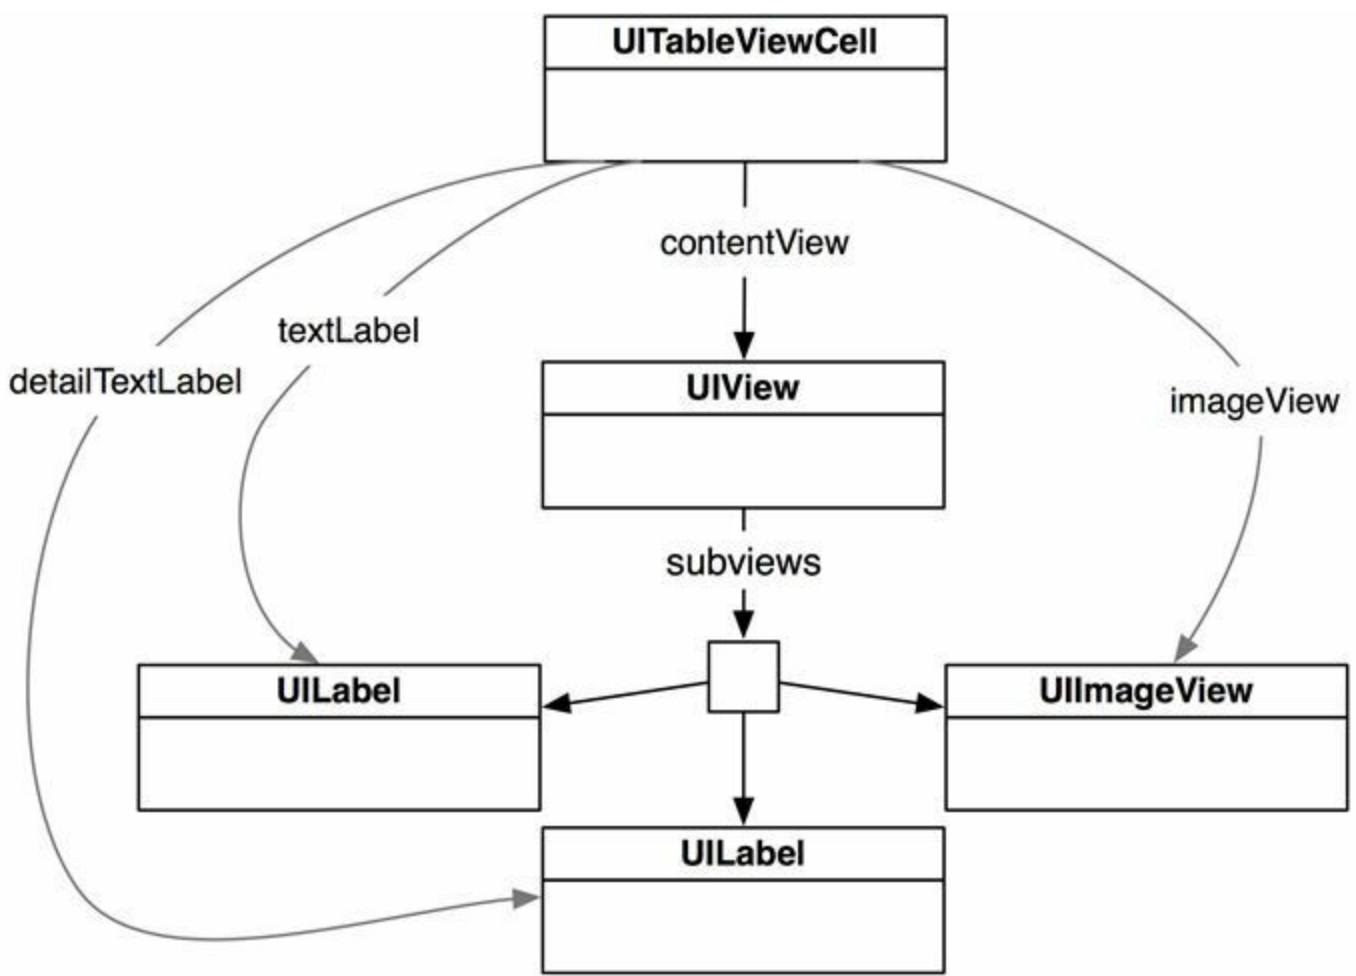 UITableViewCell
contentView
textLabel
detailTextLabel
UIView
imageView
subviews
UILabel
UIImageView
UILabel